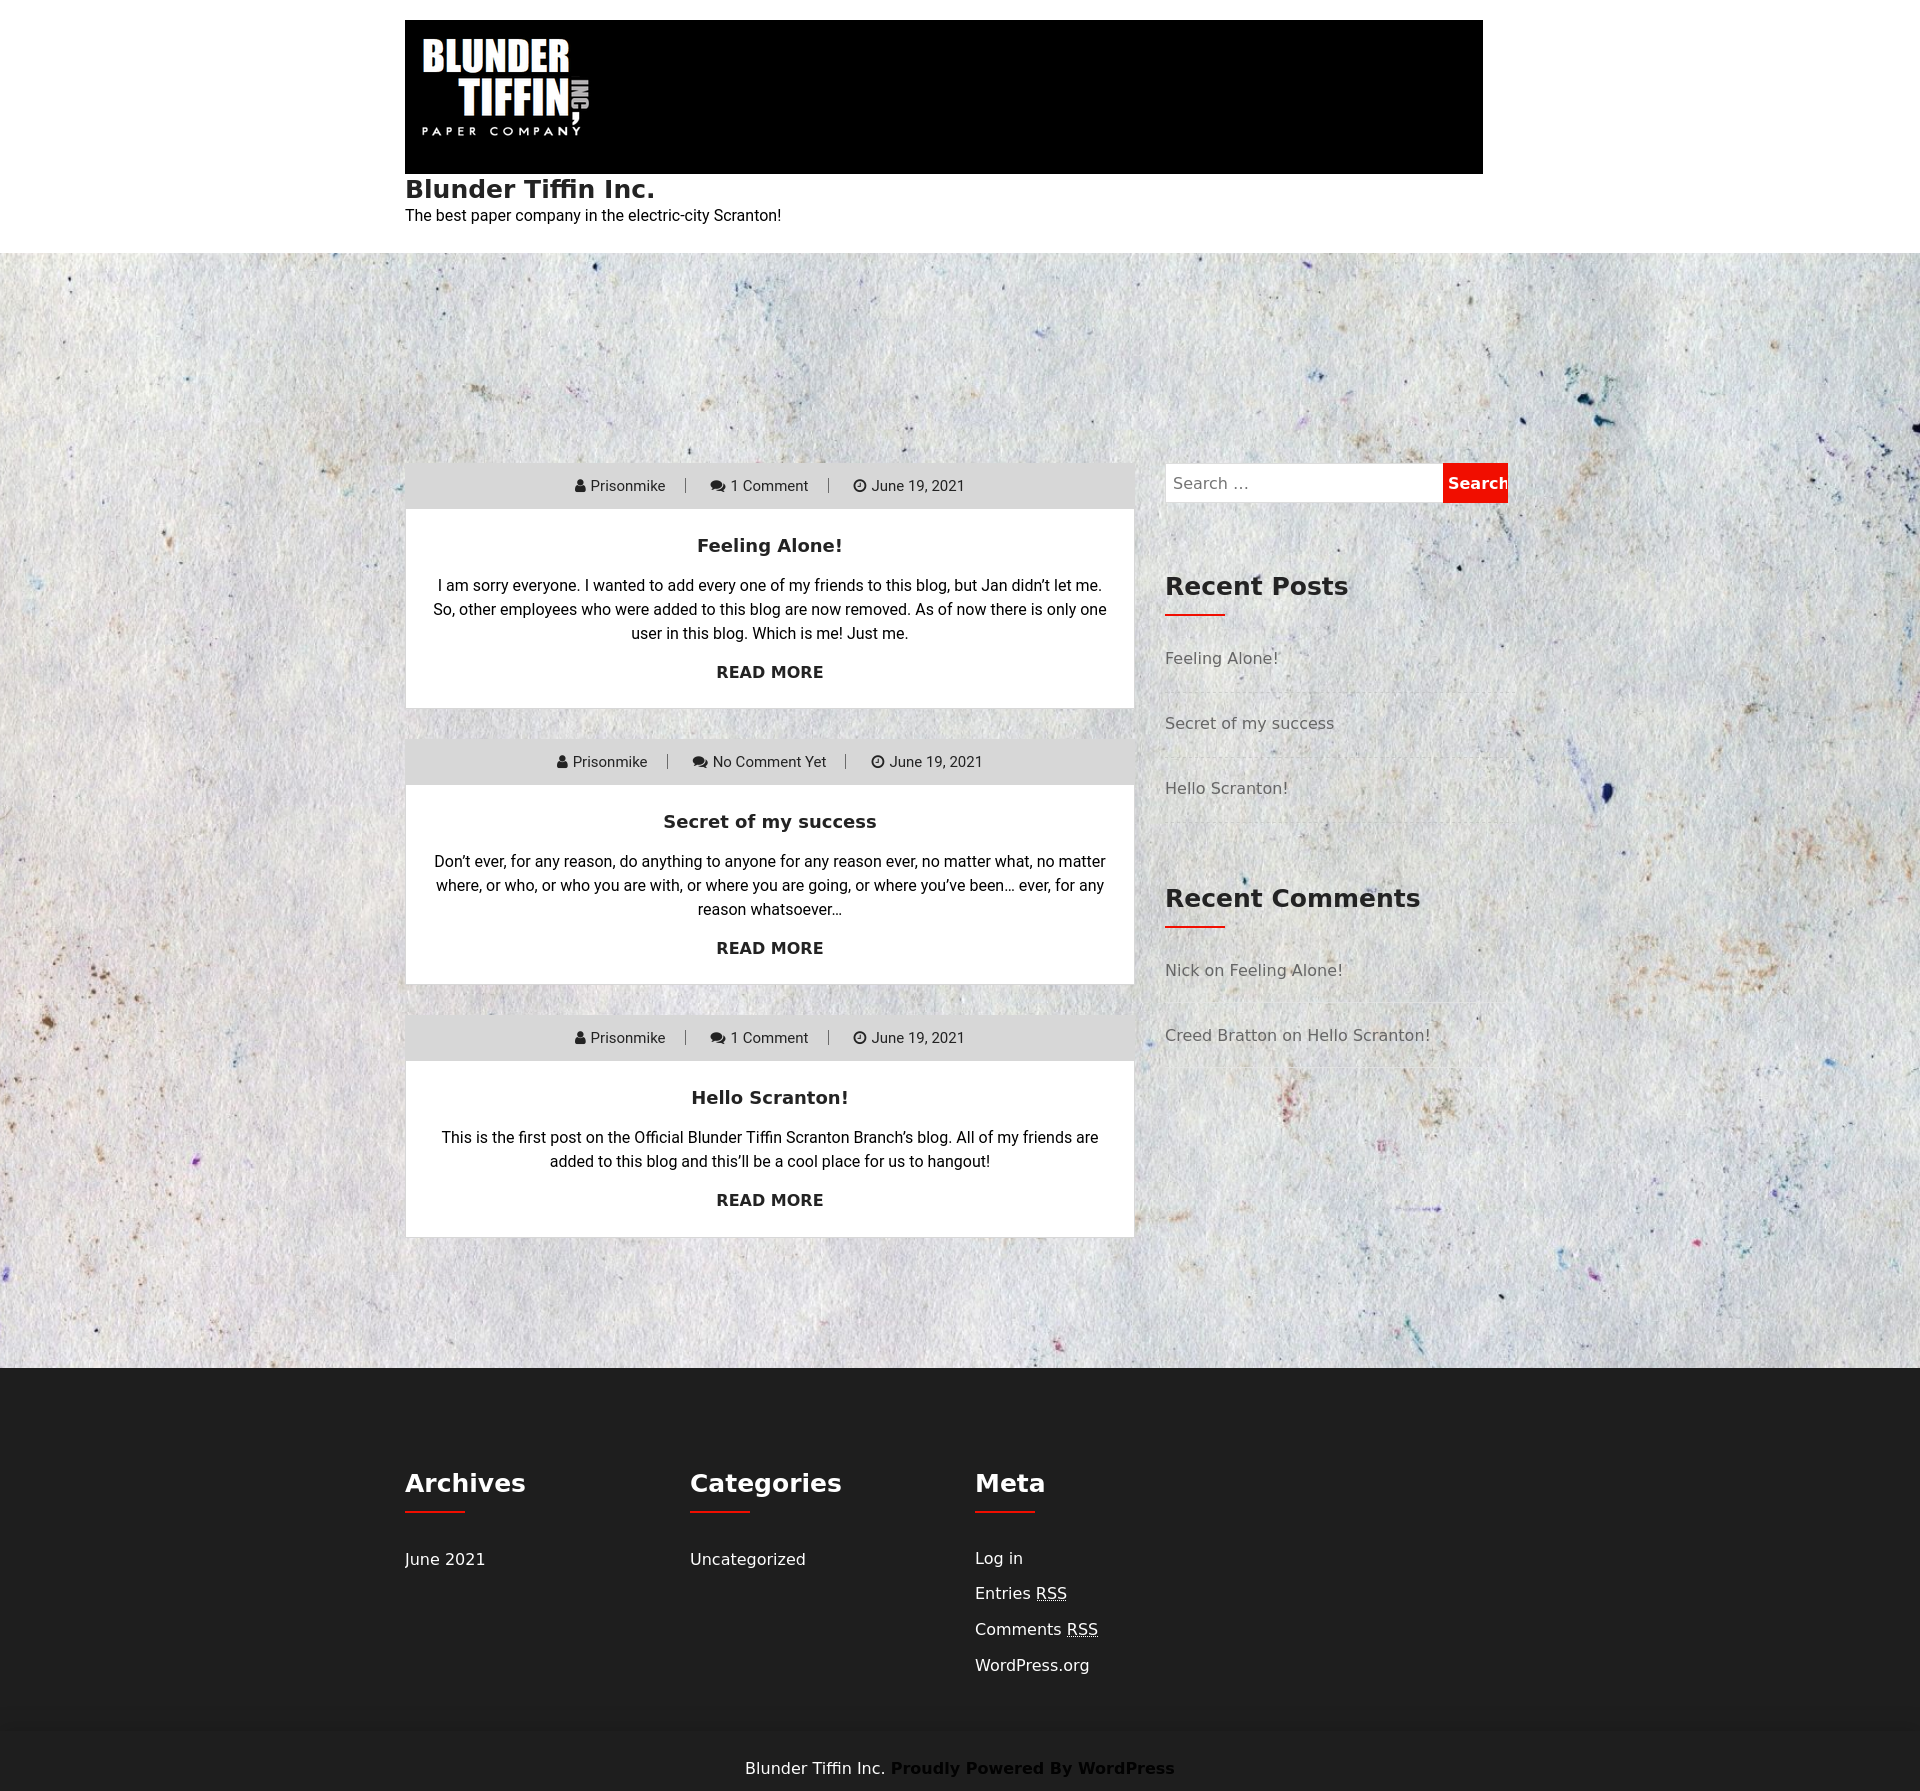 BLUNDER
TIFFIN, INC
PAPER COMPANY
Blunder Tiffin Inc.
The best paper company in the electric-city Scranton!
Prisonmike 1 Comment June 19, 2021
Feeling Alone!
I am sorry everyone. I wanted to add every one of my friends to this blog, but Jan didn’t let me.
So, other employees who were added to this blog are now removed. As of now there is only one
user in this blog. Which is me! Just me.
READ MORE
Prisonmike No Comment Yet June 19, 2021
Secret of my success
Don’t ever, for any reason, do anything to anyone for any reason ever, no matter what, no matter
where, or who, or who you are with, or where you are going, or where you’ve been… ever, for any
reason whatsoever…
READ MORE
Prisonmike 1 Comment June 19, 2021
Hello Scranton!
This is the first post on the Official Blunder Tiffin Scranton Branch’s blog. All of my friends are
added to this blog and this’ll be a cool place for us to hangout!
READ MORE
Search … Search
Recent Posts
Feeling Alone!
Secret of my success
Hello Scranton!
Recent Comments
Nick on Feeling Alone!
Creed Bratton on Hello Scranton!
Archives
June 2021
Categories
Uncategorized
Meta
Log in
Entries RSS
Comments RSS
WordPress.org
Blunder Tiffin Inc. Proudly Powered By WordPress